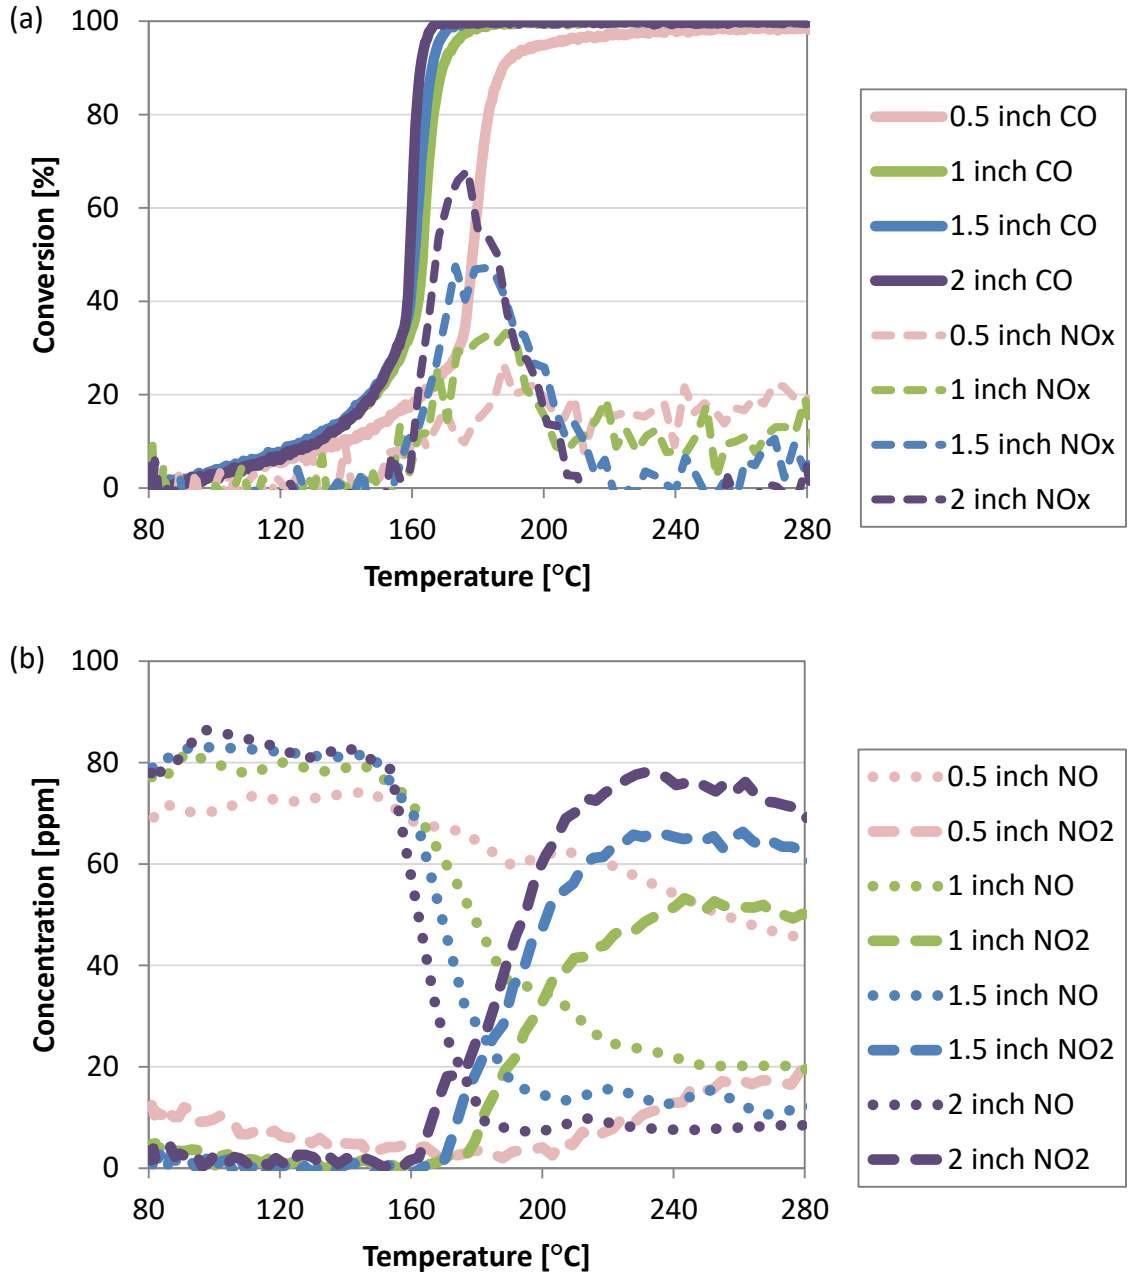 (a)
100
80
60
40
20
0
Conversion [%]
80 120 160 200 240 280
Temperature [°C]
0.5 inch CO
1 inch CO
1.5 inch CO
2 inch CO
0.5 inch NOx
1 inch NOx
1.5 inch NOx
2 inch NOx
(b)
100
80
60
40
20
0
Concentration [ppm]
80 120 160 200 240 280
Temperature [°C]
0.5 inch NO
0.5 inch NO2
1 inch NO
1 inch NO2
1.5 inch NO
1.5 inch NO2
2 inch NO
2 inch NO2